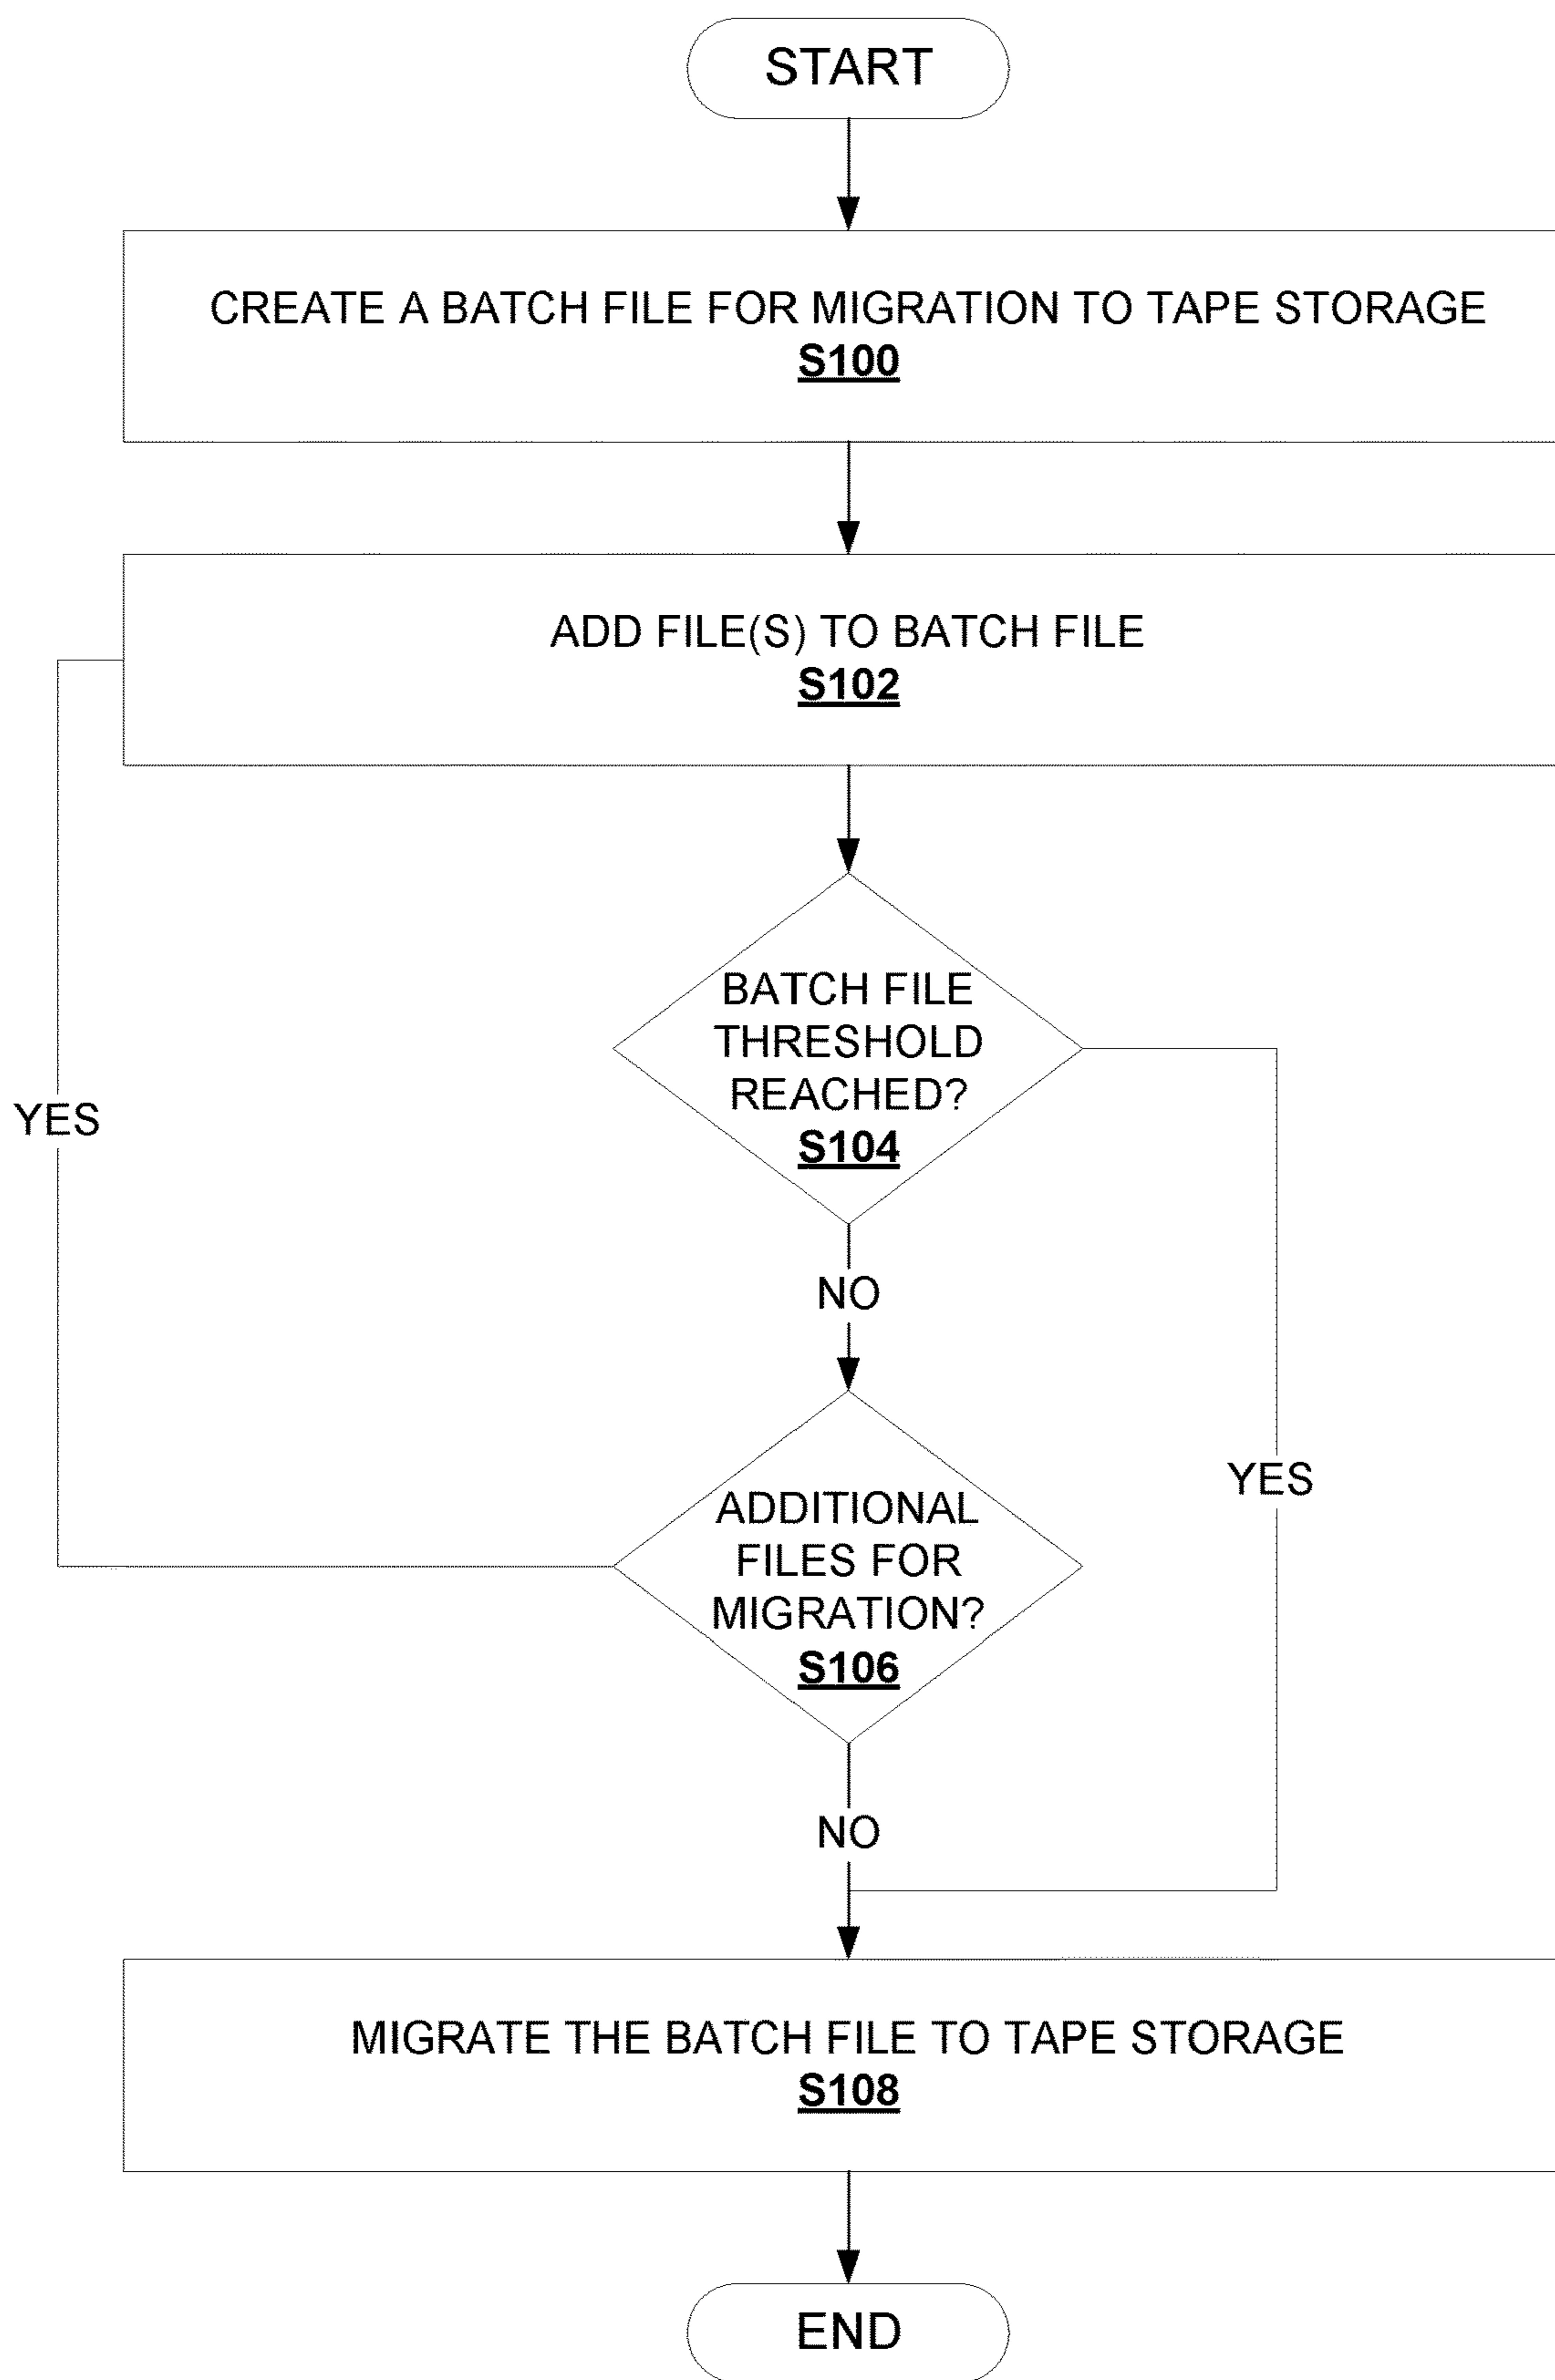 START
CREATE A BATCH FILE FOR MIGRATION TO TAPE STORAGE
S100
ADD FILE(S) TO BATCH FILE
S102
BATCH FILE
THRESHOLD
REACHED?
S104
YES
NO
YES
ADDITIONAL
FILES FOR
MIGRATION?
S106
NO
MIGRATE THE BATCH FILE TO TAPE STORAGE
S108
END